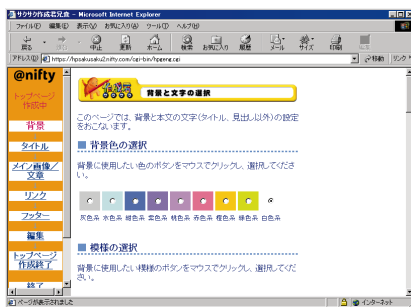 サクサク作成君兄弟 - Microsoft Internet Explorer
ファイル(F) 編集(E) 表示(V) お気に入り(A) ツール(T) ヘルプ(H)
戻る 進む 中止 更新 ホーム 検索 お気に入り 履歴 メール サイズ 印刷 編集
アドレス(D) https://hpsakusaku2.nifty.com/cgi-bin/hpgeng.cgi 移動 リンク
@nifty
トップページ
作成中
背景
タイトル
メイン画像/
文章
リンク
フッター
編集
トップページ
作成終了
終了
作成君
背景と文字の選択
このページでは、背景と本文の文字(タイトル、見出し以外)の設定
をおこないます。
■ 背景色の選択
背景に使用したい色のボタンをマウスでクリックし、選択してくださ
い。
灰色系 水色系 紺色系 紫色系 桃色系 赤色系 橙色系 緑色系 白色系
■ 模様の選択
背景に使用したい模様のボタンをマウスでクリックし、選択してくだ
さい。
ページが表示されました
インターネット